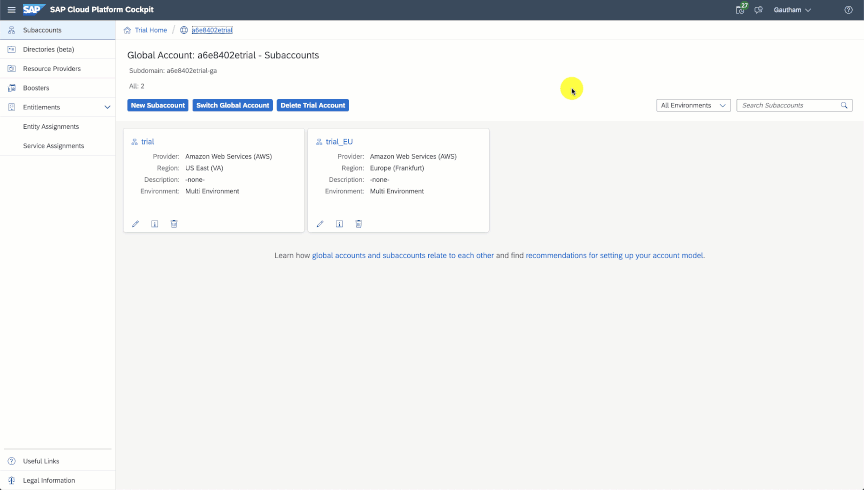 SAP SAP Cloud Platform Cockpit
27
Gautham
Subaccounts
Directories (beta)
Resource Providers
Boosters
Entitlements
Entity Assignments
Service Assignments
Useful Links
Legal Information
Trial Home / a6e8402etrial
Global Account: a6e8402etrial - Subaccounts
Subdomain: a6e8402etrial-ga
All: 2
New Subaccount Switch Global Account Delete Trial Account
All Environments Search Subaccounts
trial
Provider: Amazon Web Services (AWS)
Region: US East (VA)
Description: -none-
Environment: Multi Environment
trial_EU
Provider: Amazon Web Services (AWS)
Region: Europe (Frankfurt)
Description: -none-
Environment: Multi Environment
Learn how global accounts and subaccounts relate to each other and find recommendations for setting up your account model.